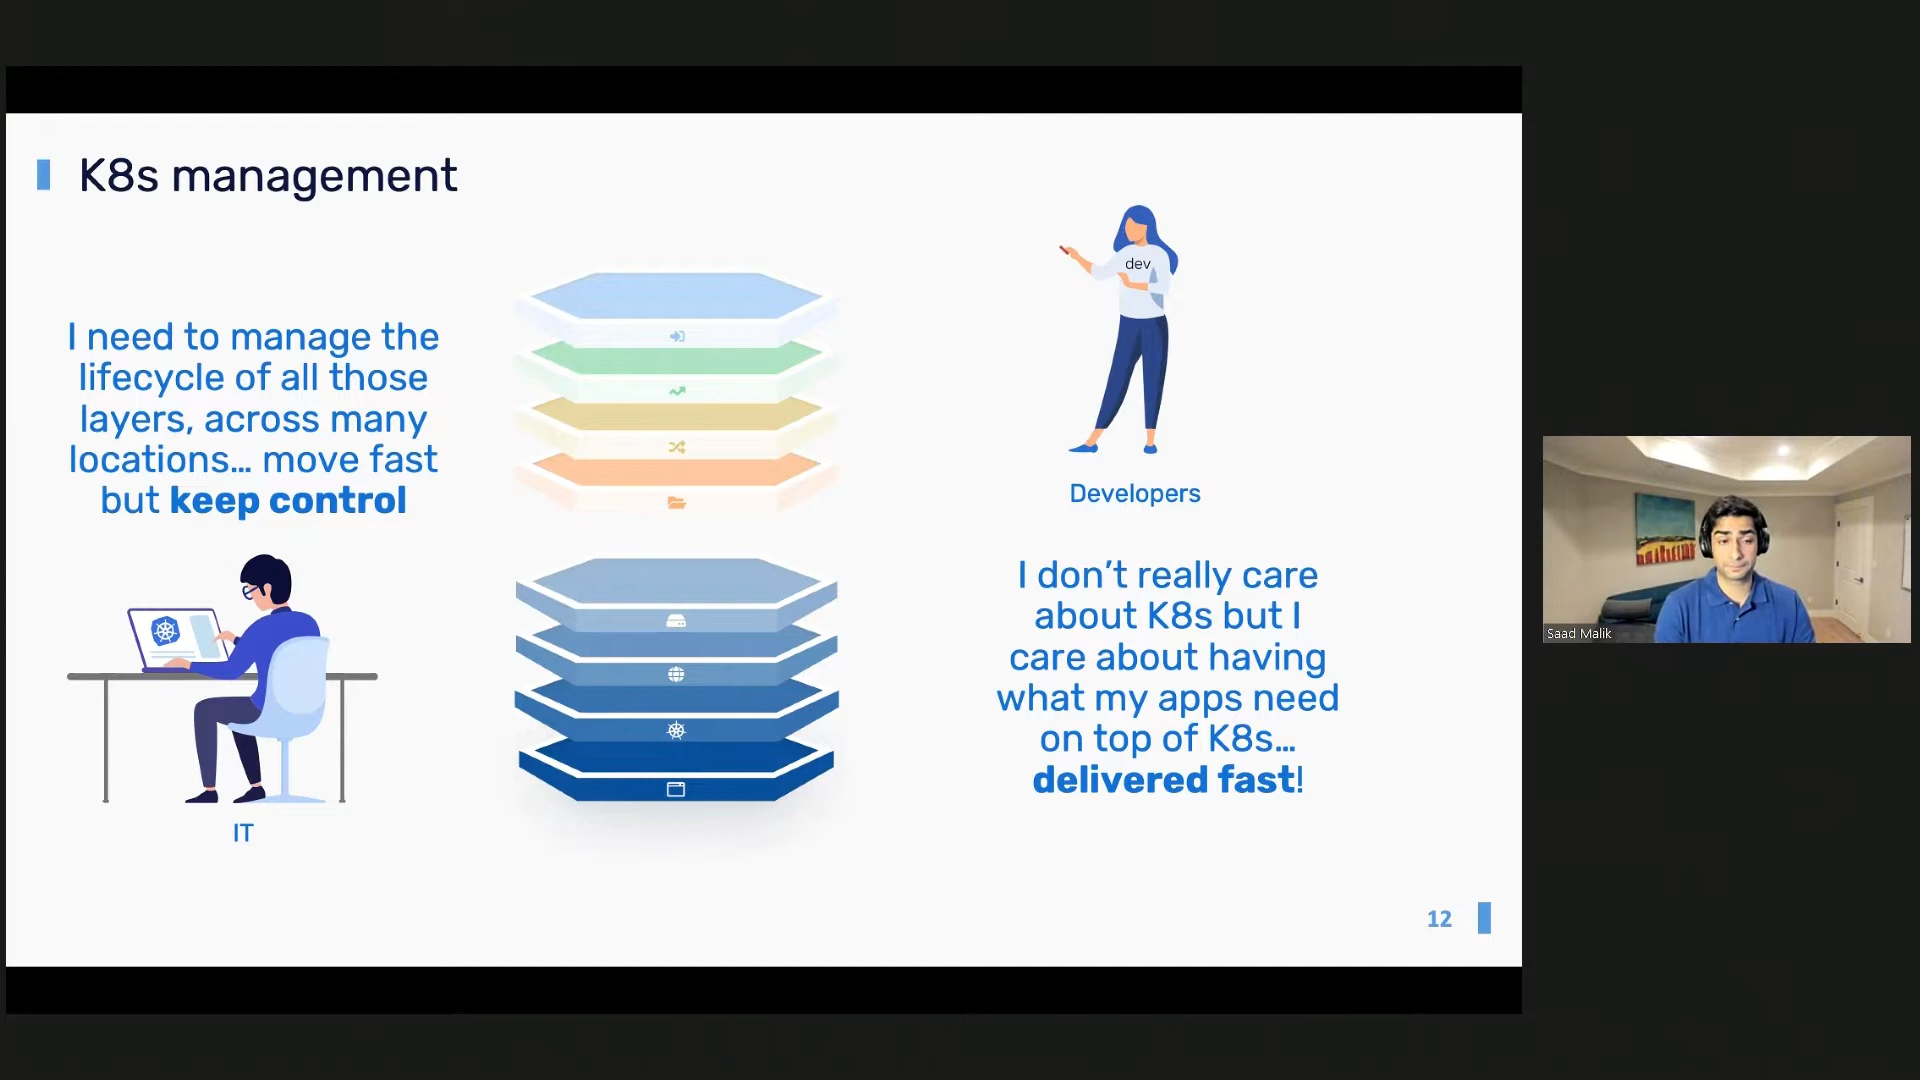 K8s management
I need to manage the
lifecycle of all those
layers, across many
locations... move fast
but keep control
IT
dev
Developers
I don’t really care
about K8s but I
care about having
what my apps need
on top of K8s...
delivered fast!
12
Saad Malik